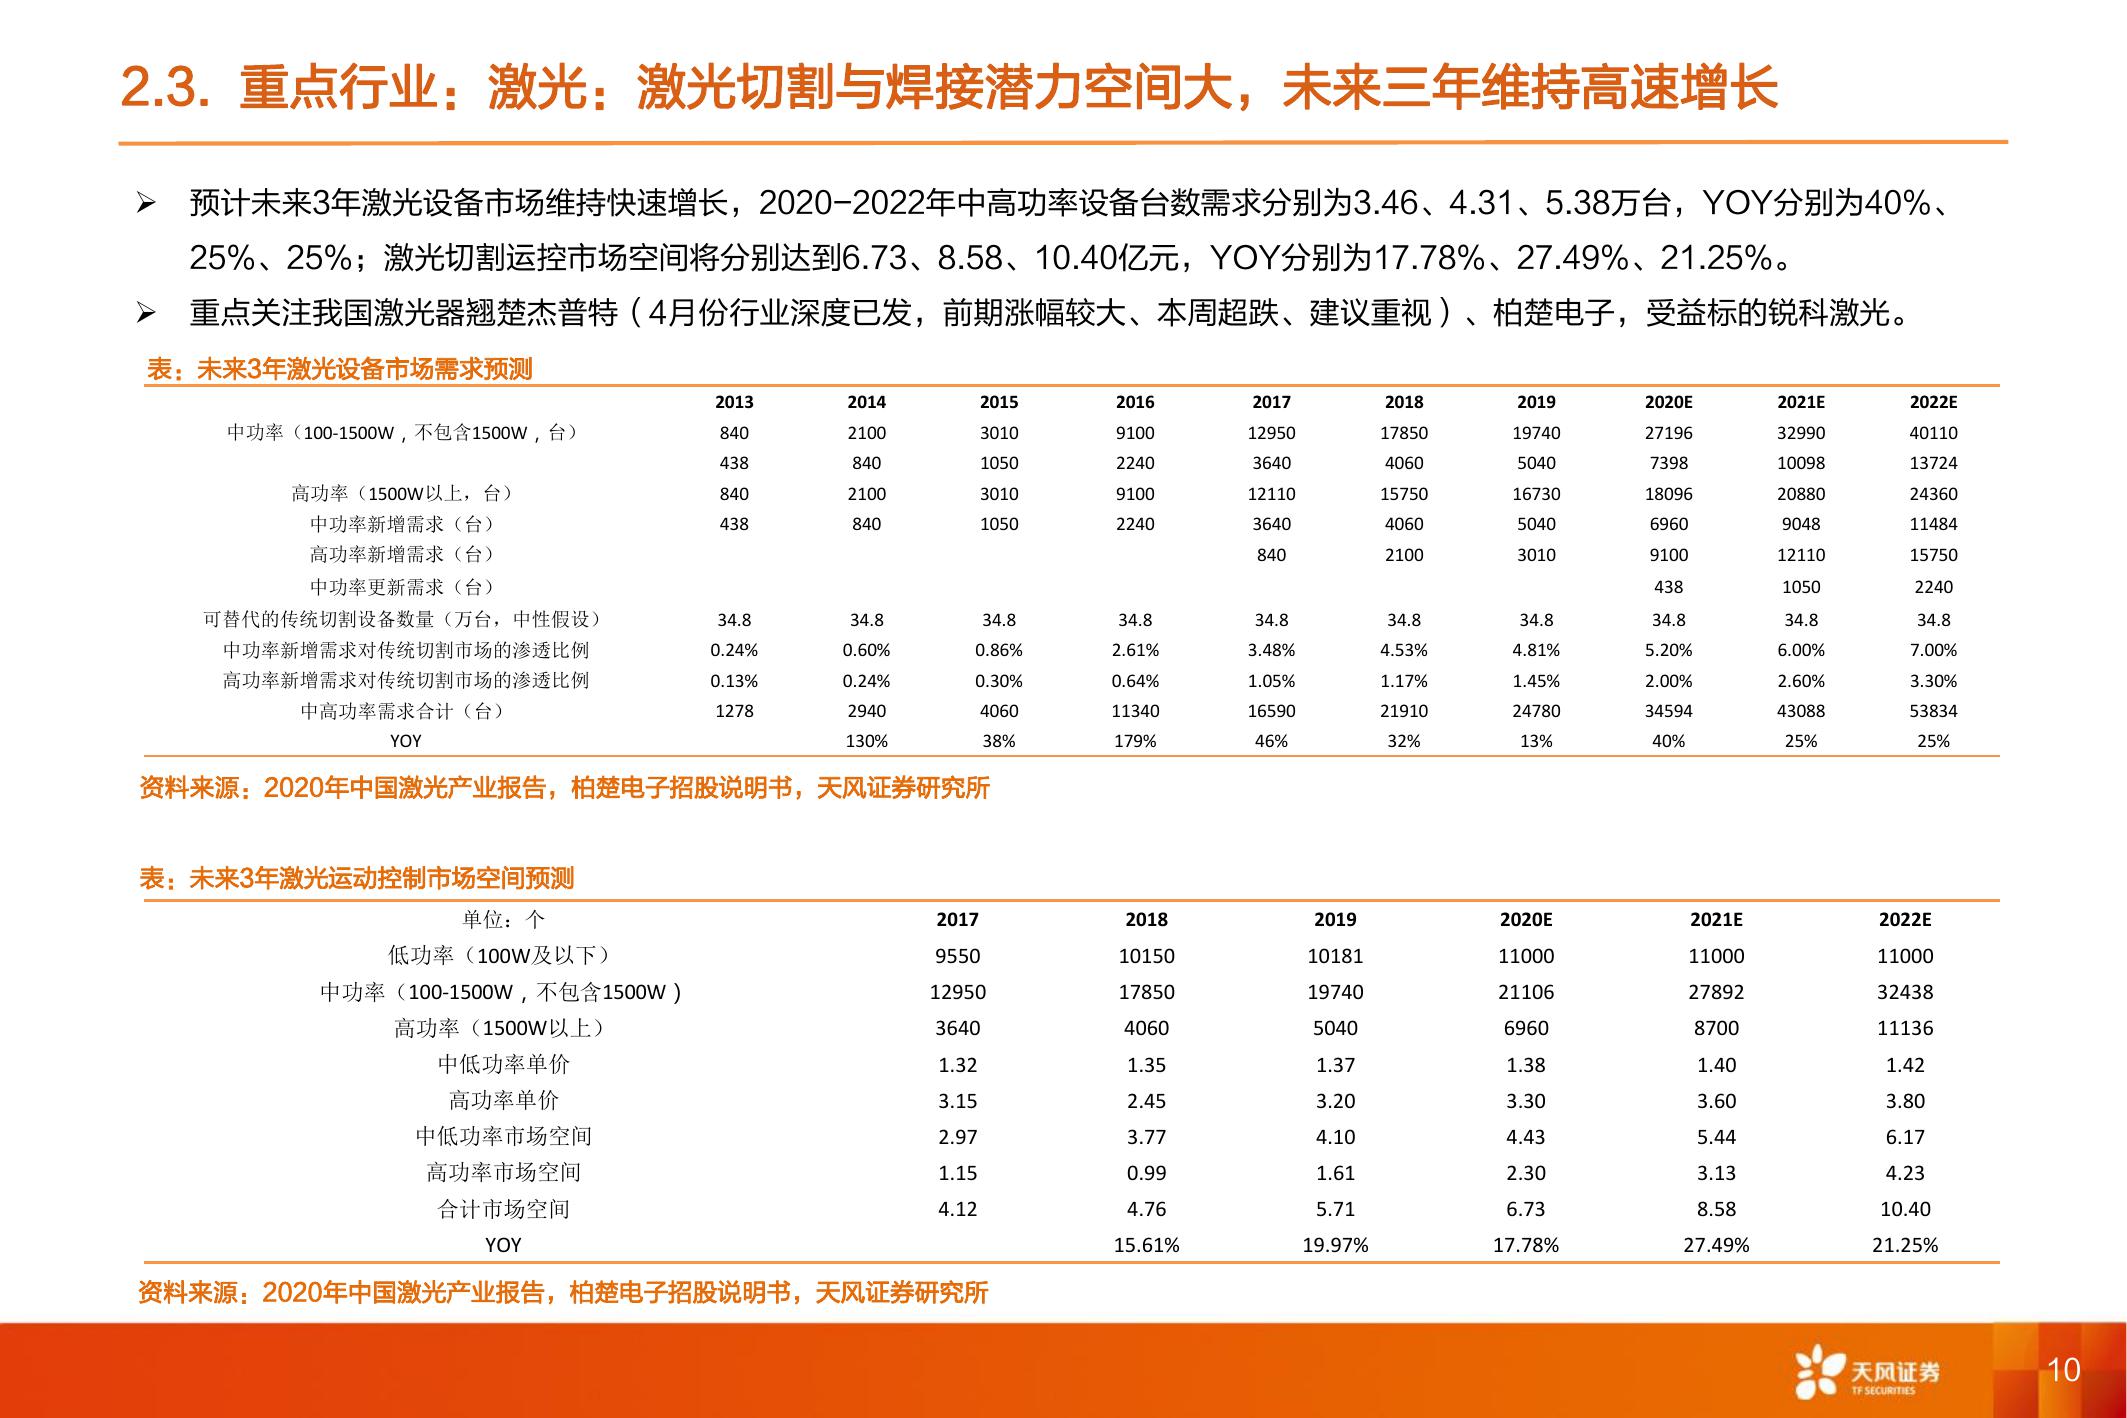 2.3. 重点行业：激光：激光切割与焊接潜力空间大，未来三年维持高速增长
➢ 预计未来3年激光设备市场维持快速增长，2020-2022年中高功率设备台数需求分别为3.46、4.31、5.38万台，YOY分别为40%、
25%、25%；激光切割运控市场空间将分别达到6.73、8.58、10.40亿元，YOY分别为17.78%、27.49%、21.25%。
➢ 重点关注我国激光器翘楚杰普特（4月份行业深度已发，前期涨幅较大、本周超跌、建议重视）、柏楚电子，受益标的锐科激光。
表：未来3年激光设备市场需求预测
2013 2014 2015 2016 2017 2018 2019 2020E 2021E 2022E
中功率（100-1500W，不包含1500W，台） 840 2100 3010 9100 12950 17850 19740 27196 32990 40110
438 840 1050 2240 3640 4060 5040 7398 10098 13724
高功率（1500W以上，台） 840 2100 3010 9100 12110 15750 16730 18096 20880 24360
中功率新增需求（台） 438 840 1050 2240 3640 4060 5040 6960 9048 11484
高功率新增需求（台） 840 2100 3010 9100 12110 15750
中功率更新需求（台） 438 1050 2240
可替代的传统切割设备数量（万台，中性假设） 34.8 34.8 34.8 34.8 34.8 34.8 34.8 34.8 34.8 34.8
中功率新增需求对传统切割市场的渗透比例 0.24% 0.60% 0.86% 2.61% 3.48% 4.53% 4.81% 5.20% 6.00% 7.00%
高功率新增需求对传统切割市场的渗透比例 0.13% 0.24% 0.30% 0.64% 1.05% 1.17% 1.45% 2.00% 2.60% 3.30%
中高功率需求合计（台） 1278 2940 4060 11340 16590 21910 24780 34594 43088 53834
YOY 130% 38% 179% 46% 32% 13% 40% 25% 25%
资料来源：2020年中国激光产业报告，柏楚电子招股说明书，天风证券研究所
表：未来3年激光运动控制市场空间预测
单位：个 2017 2018 2019 2020E 2021E 2022E
低功率（100W及以下） 9550 10150 10181 11000 11000 11000
中功率（100-1500W，不包含1500W） 12950 17850 19740 21106 27892 32438
高功率（1500W以上） 3640 4060 5040 6960 8700 11136
中低功率单价 1.32 1.35 1.37 1.38 1.40 1.42
高功率单价 3.15 2.45 3.20 3.30 3.60 3.80
中低功率市场空间 2.97 3.77 4.10 4.43 5.44 6.17
高功率市场空间 1.15 0.99 1.61 2.30 3.13 4.23
合计市场空间 4.12 4.76 5.71 6.73 8.58 10.40
YOY 15.61% 19.97% 17.78% 27.49% 21.25%
资料来源：2020年中国激光产业报告，柏楚电子招股说明书，天风证券研究所
天风证券
TF SECURITIES
10